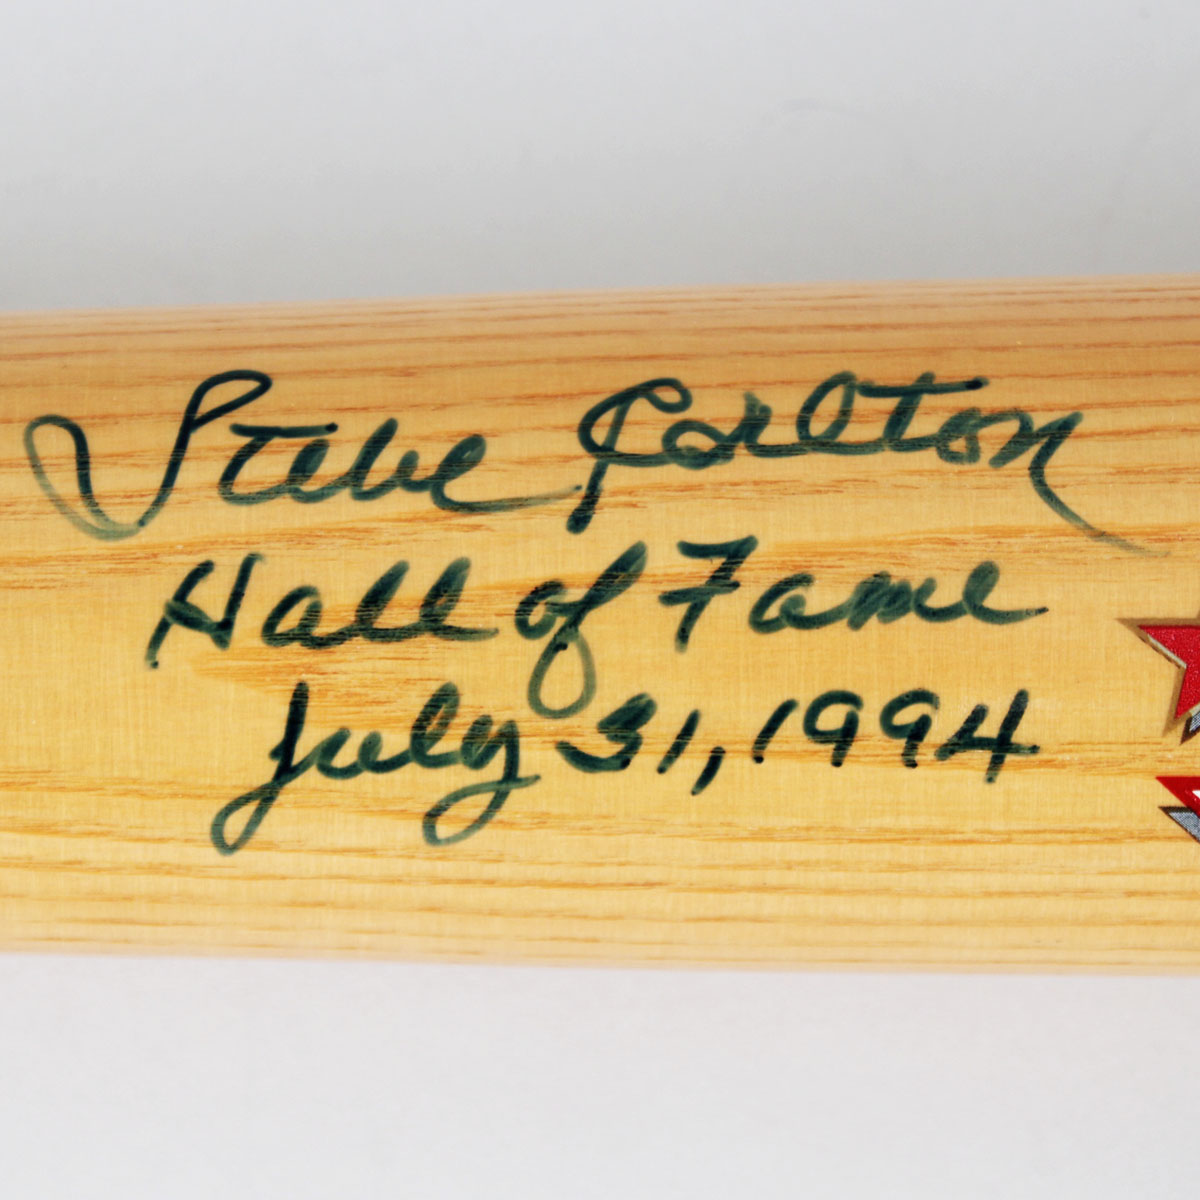 Steve Carlton
Hall of Fame
July 31, 1994